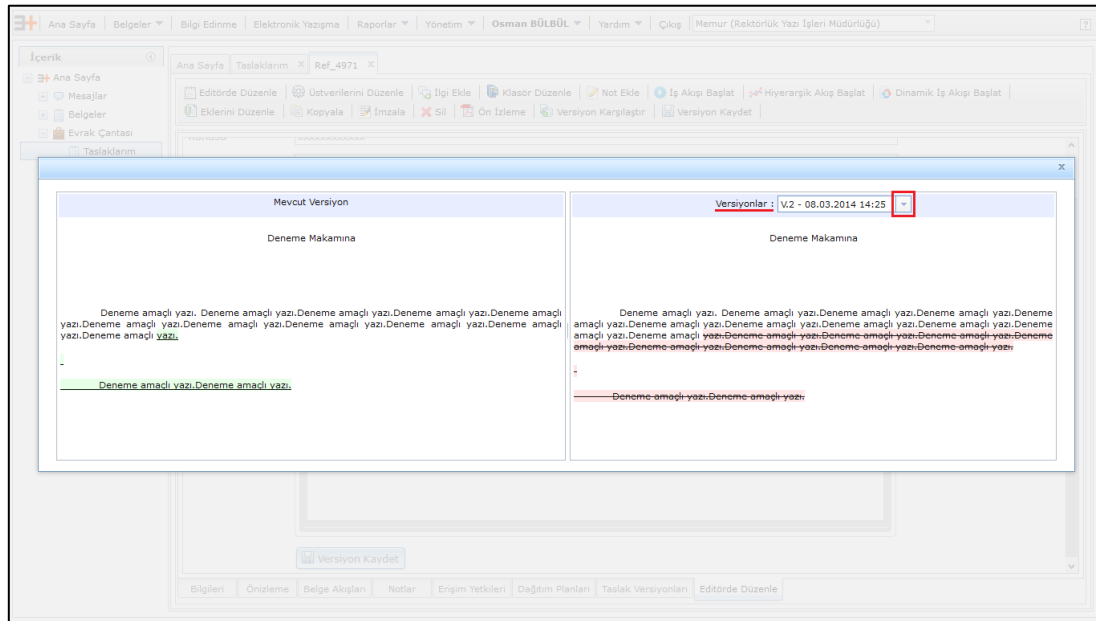 Ana Sayfa Belgeler Bilgi Edinme Elektronik Yazışma Raporlar Yönetim Osman BÜLBÜL Yardım Çıkış Memur (Rektörlük Yazı İşleri Müdürlüğü)
İçerik
Ana Sayfa
Mesajlar
Belgeler
Evrak Çantası
Taslaklarım
Ana Sayfa Taslaklarım X Ref_4971 X
Editörde Düzenle Üstverilerini Düzenle İlgi Ekle Klasör Düzenle Not Ekle İş Akışı Başlat Hiyerarşik Akış Başlat Dinamik İş Akışı Başlat
Eklerini Düzenle Kopyala İmzala Sil Ön İzleme Versiyon Karşılaştır Versiyon Kaydet
x
Mevcut Versiyon
Deneme Makamına
Deneme amaçlı yazı. Deneme amaçlı yazı.Deneme amaçlı yazı.Deneme amaçlı yazı.Deneme amaçlı
yazı.Deneme amaçlı yazı.Deneme amaçlı yazı.Deneme amaçlı yazı.Deneme amaçlı yazı.Deneme amaçlı
yazı.Deneme amaçlı yazı.
Deneme amaçlı yazı.Deneme amaçlı yazı.
Versiyonlar : V.2 - 08.03.2014 14:25
Deneme Makamına
Deneme amaçlı yazı. Deneme amaçlı yazı.Deneme amaçlı yazı.Deneme amaçlı yazı.Deneme
amaçlı yazı.Deneme amaçlı yazı.Deneme amaçlı yazı.Deneme amaçlı yazı.Deneme amaçlı yazı.Deneme
amaçlı yazı.Deneme amaçlı yazı.Deneme amaçlı yazı.Deneme amaçlı yazı.Deneme amaçlı yazı.Deneme
amaçlı yazı.Deneme amaçlı yazı.Deneme amaçlı yazı.Deneme amaçlı yazı.Deneme amaçlı yazı.
Deneme amaçlı yazı.Deneme amaçlı yazı.
Versiyon Kaydet
Bilgileri Önizleme Belge Akışları Notlar Erişim Yetkileri Dağıtım Planları Taslak Versiyonları Editörde Düzenle